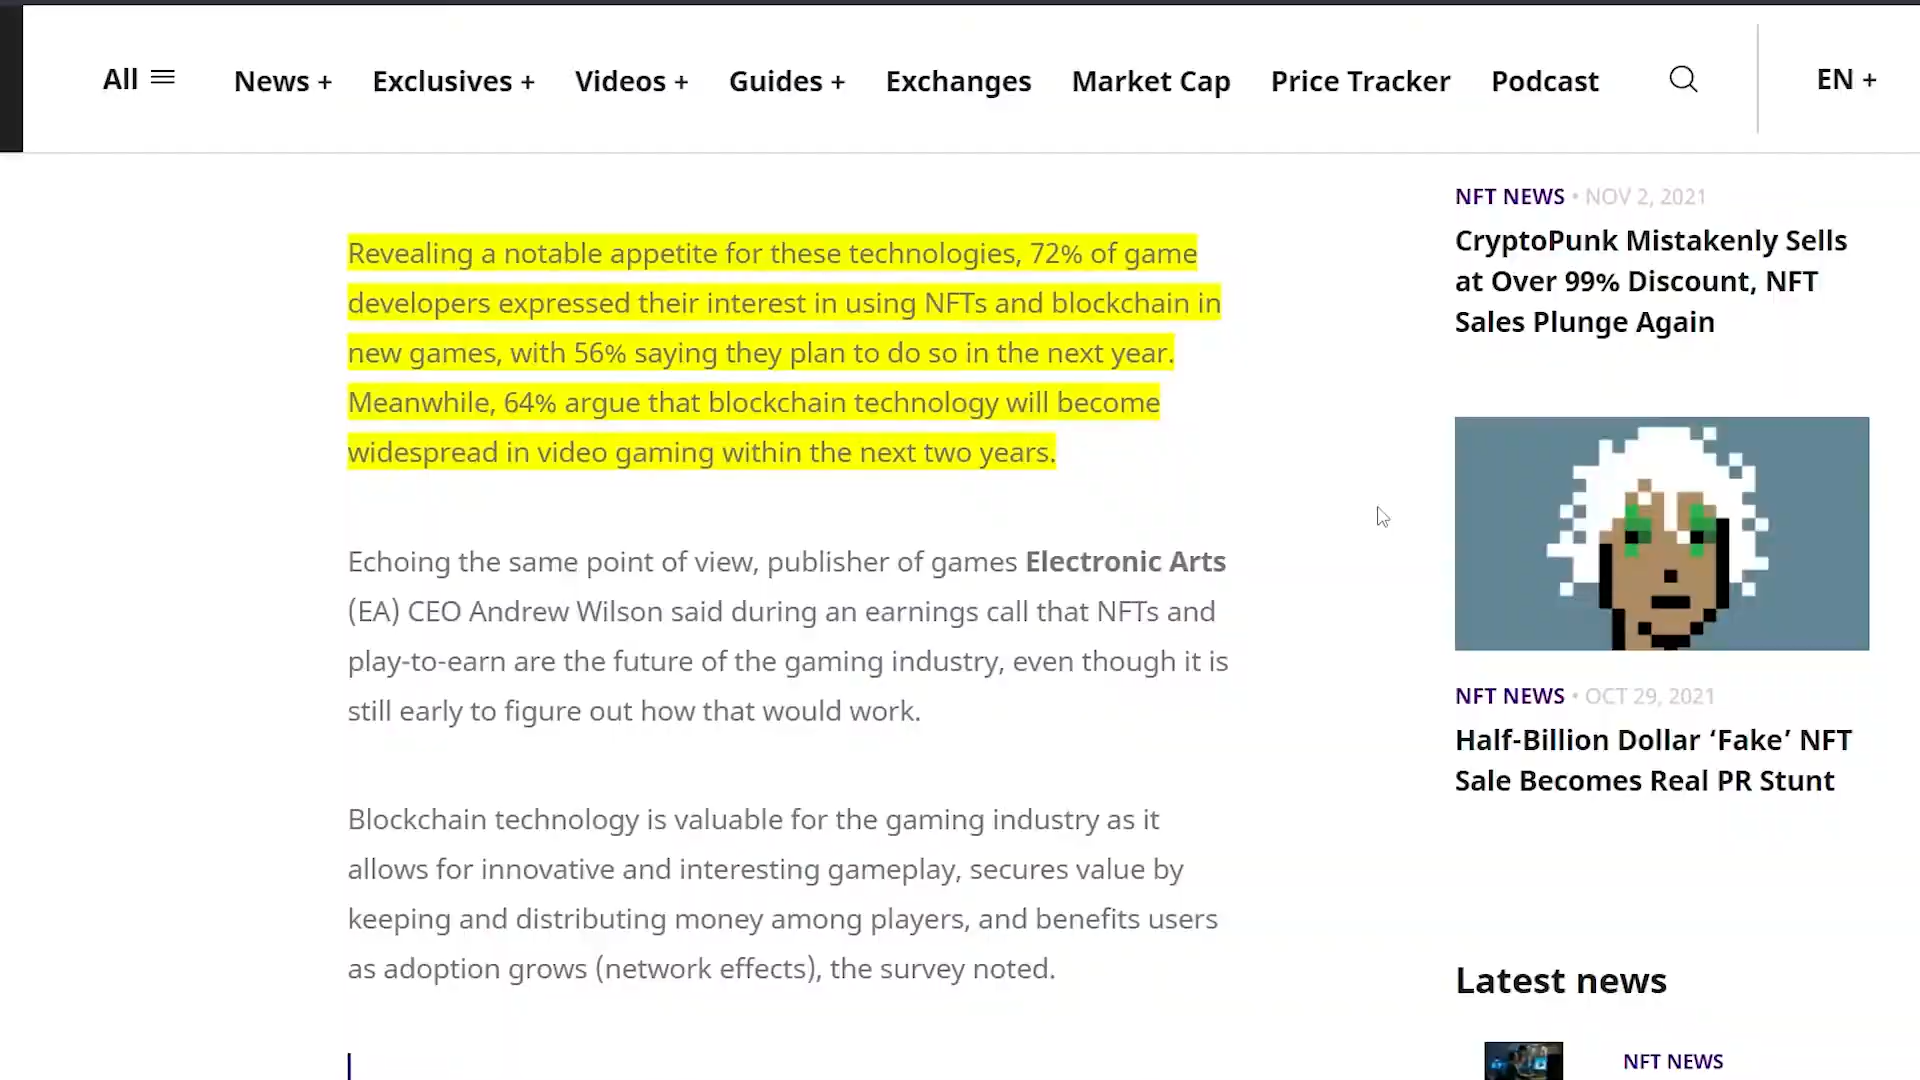 All
News +
Exclusives +
Videos +
Guides +
Exchanges
Market Cap
Price Tracker
Podcast
EN +
Revealing a notable appetite for these technologies, 72% of game
developers expressed their interest in using NFTs and blockchain in
new games, with 56% saying they plan to do so in the next year.
Meanwhile, 64% argue that blockchain technology will become
widespread in video gaming within the next two years.
Echoing the same point of view, publisher of games Electronic Arts
(EA) CEO Andrew Wilson said during an earnings call that NFTs and
play-to-earn are the future of the gaming industry, even though it is
still early to figure out how that would work.
Blockchain technology is valuable for the gaming industry as it
allows for innovative and interesting gameplay, secures value by
keeping and distributing money among players, and benefits users
as adoption grows (network effects), the survey noted.
NFT NEWS • NOV 2, 2021
CryptoPunk Mistakenly Sells
at Over 99% Discount, NFT
Sales Plunge Again
NFT NEWS • OCT 29, 2021
Half-Billion Dollar ‘Fake’ NFT
Sale Becomes Real PR Stunt
Latest news
NFT NEWS